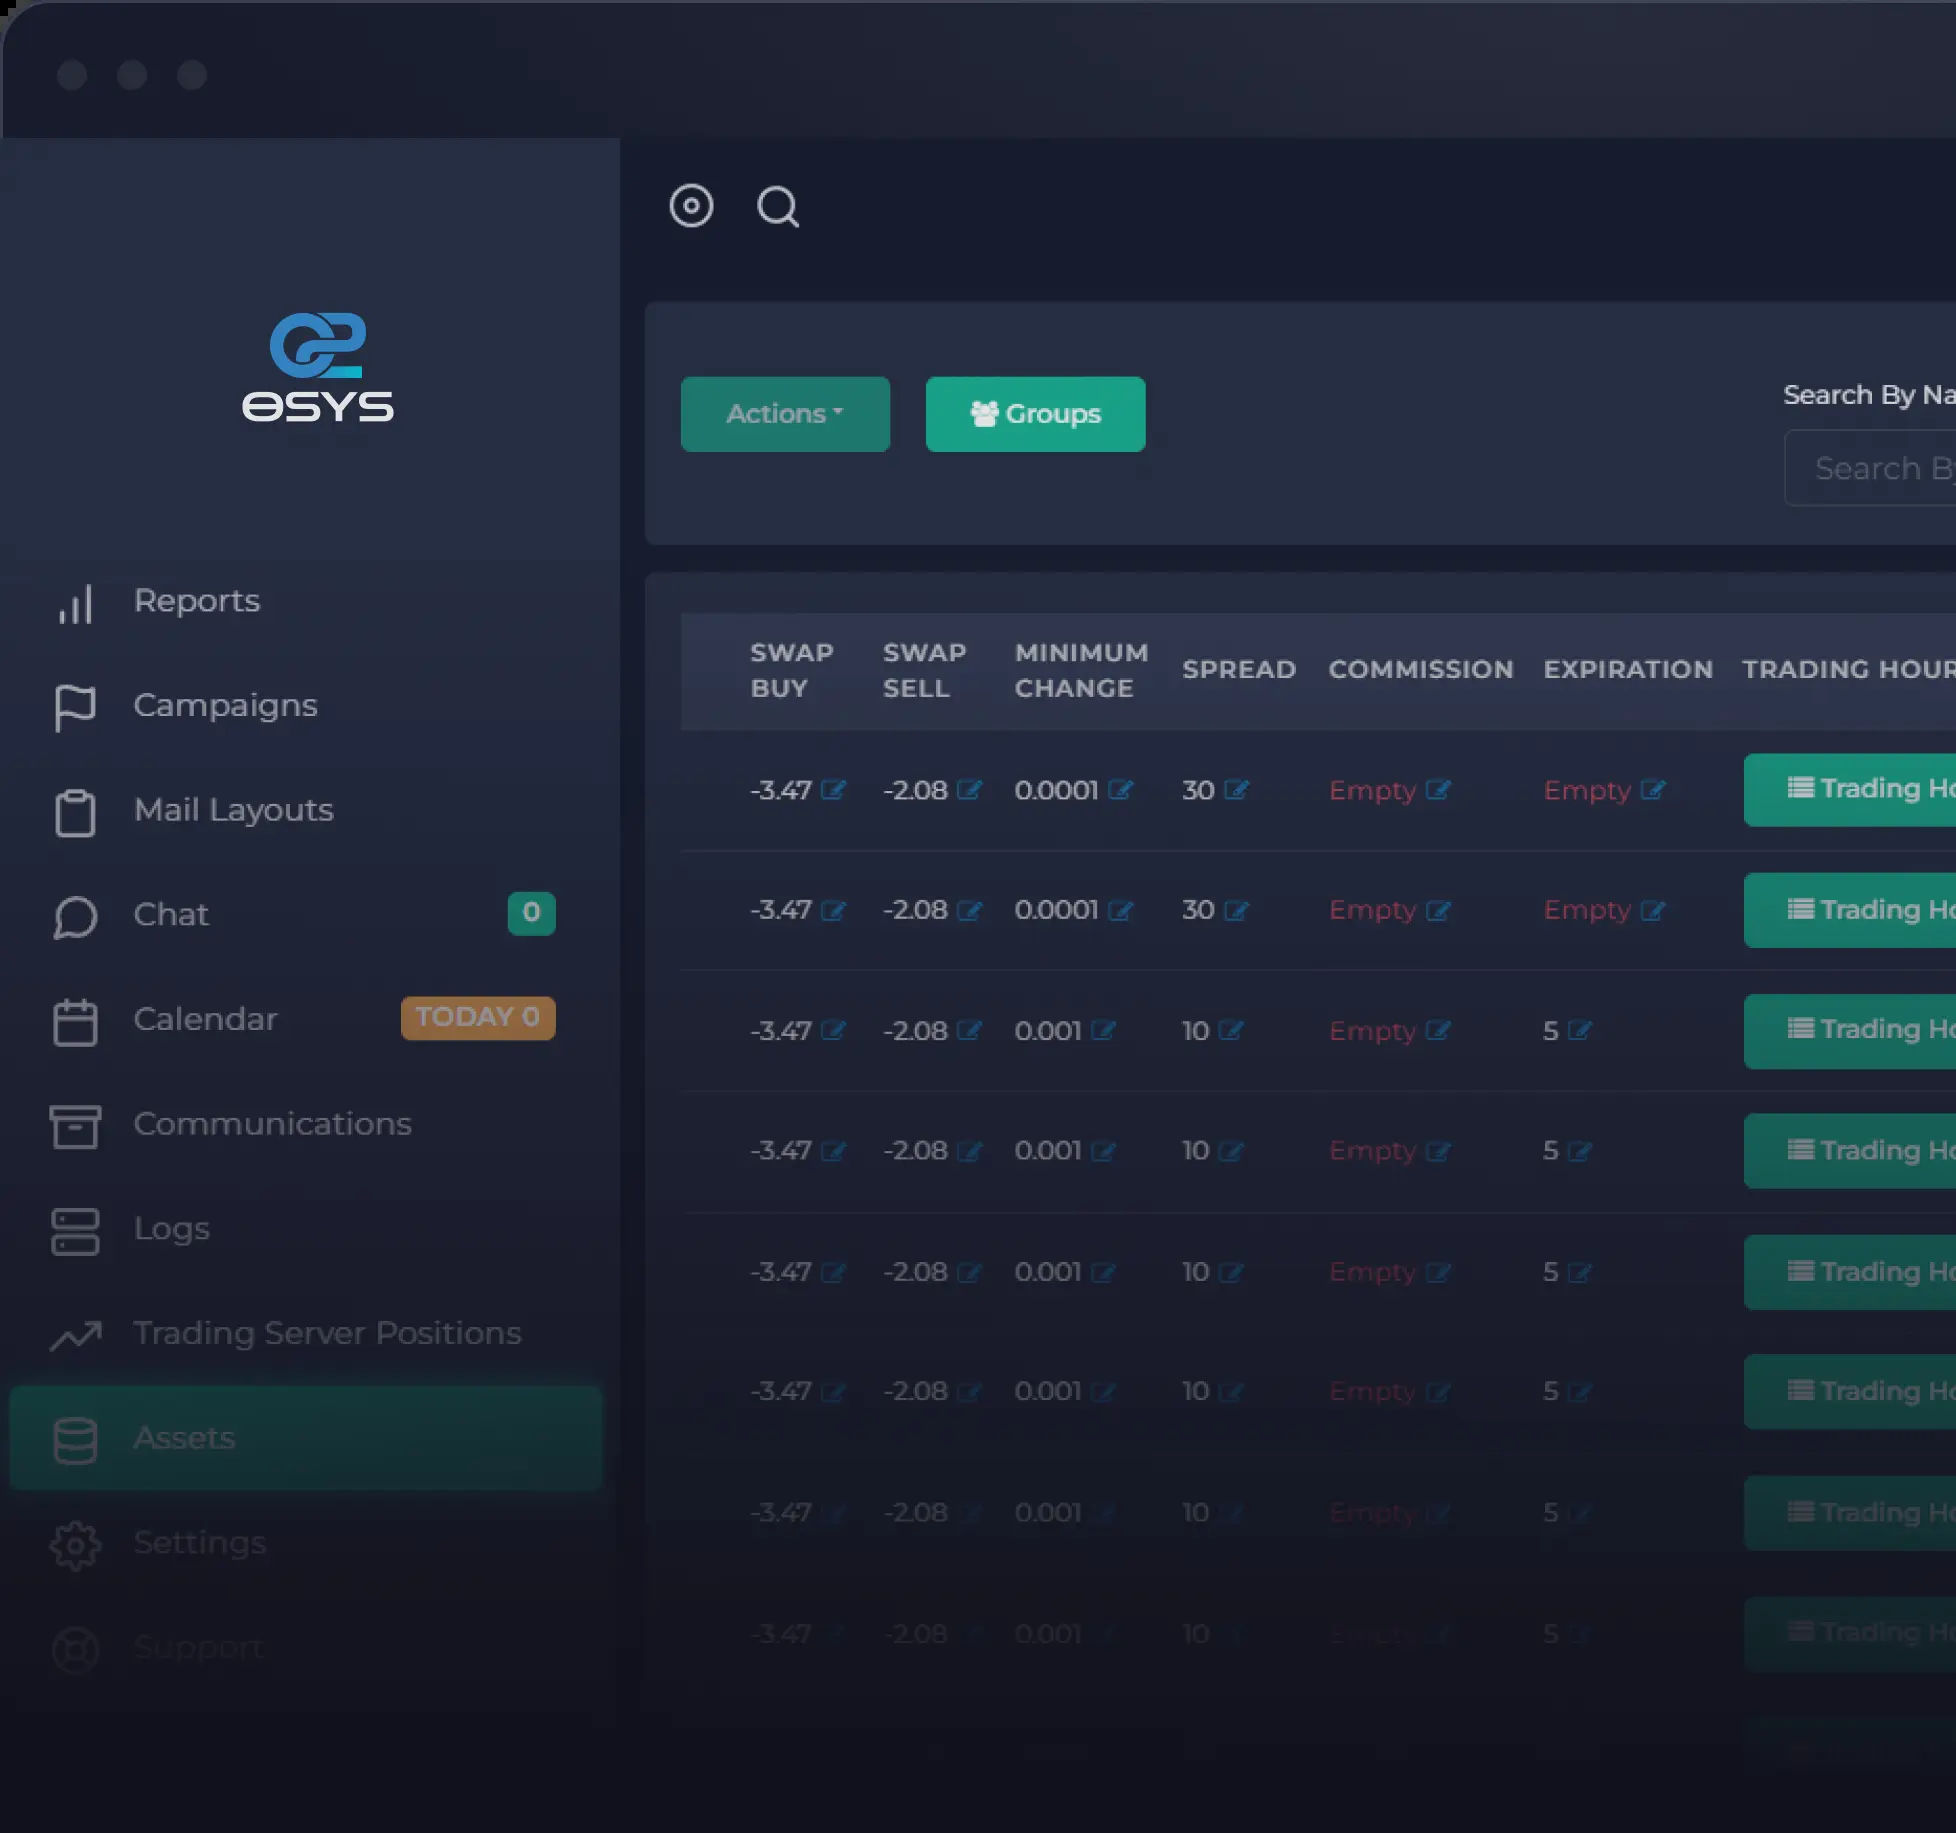 OSYS
Reports
Campaigns
Mail Layouts
Chat 0
Calendar TODAY 0
Communications
Logs
Trading Server Positions
Assets
Settings
Support
Actions
Groups
Search By Na
Search By
SWAP BUY SWAP SELL MINIMUM CHANGE SPREAD COMMISSION EXPIRATION TRADING HOUR
-3.47 -2.08 0.0001 30 Empty Empty Trading Ho
-3.47 -2.08 0.0001 30 Empty Empty Trading Ho
-3.47 -2.08 0.001 10 Empty 5 Trading Ho
-3.47 -2.08 0.001 10 Empty 5 Trading Ho
-3.47 -2.08 0.001 10 Empty 5 Trading Ho
-3.47 -2.08 0.001 10 Empty 5 Trading Ho
-3.47 -2.08 0.001 10 Empty 5 Trading Ho
-3.47 -2.08 0.001 10 Empty 5 Trading Ho